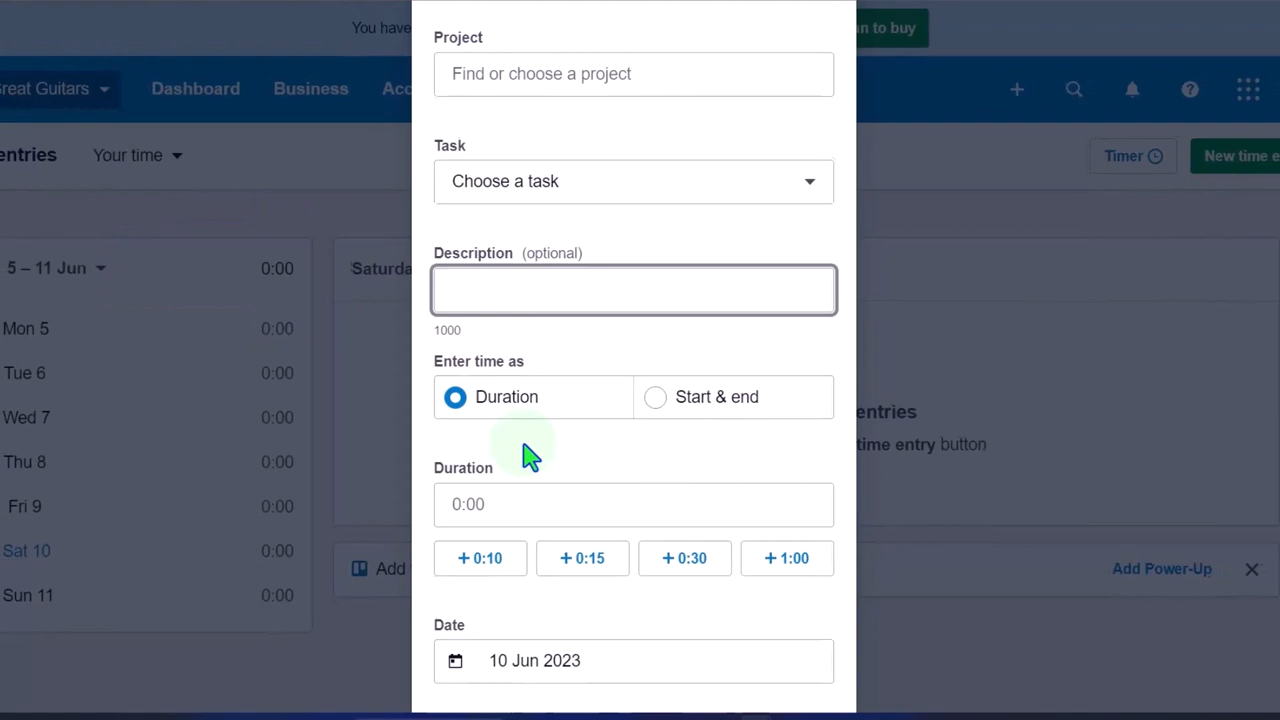 You have
n to buy
reat Guitars
Dashboard
Business
Acc
entries
Your time
Timer
New time e
5 – 11 Jun
0:00
Mon 5
0:00
Tue 6
0:00
Wed 7
0:00
Thu 8
0:00
Fri 9
0:00
Sat 10
0:00
Sun 11
0:00
Saturda
entries
time entry button
Add
Add Power-Up
Project
Find or choose a project
Task
Choose a task
Description (optional)
1000
Enter time as
Duration
Start & end
Duration
0:00
+ 0:10
+ 0:15
+ 0:30
+ 1:00
Date
10 Jun 2023